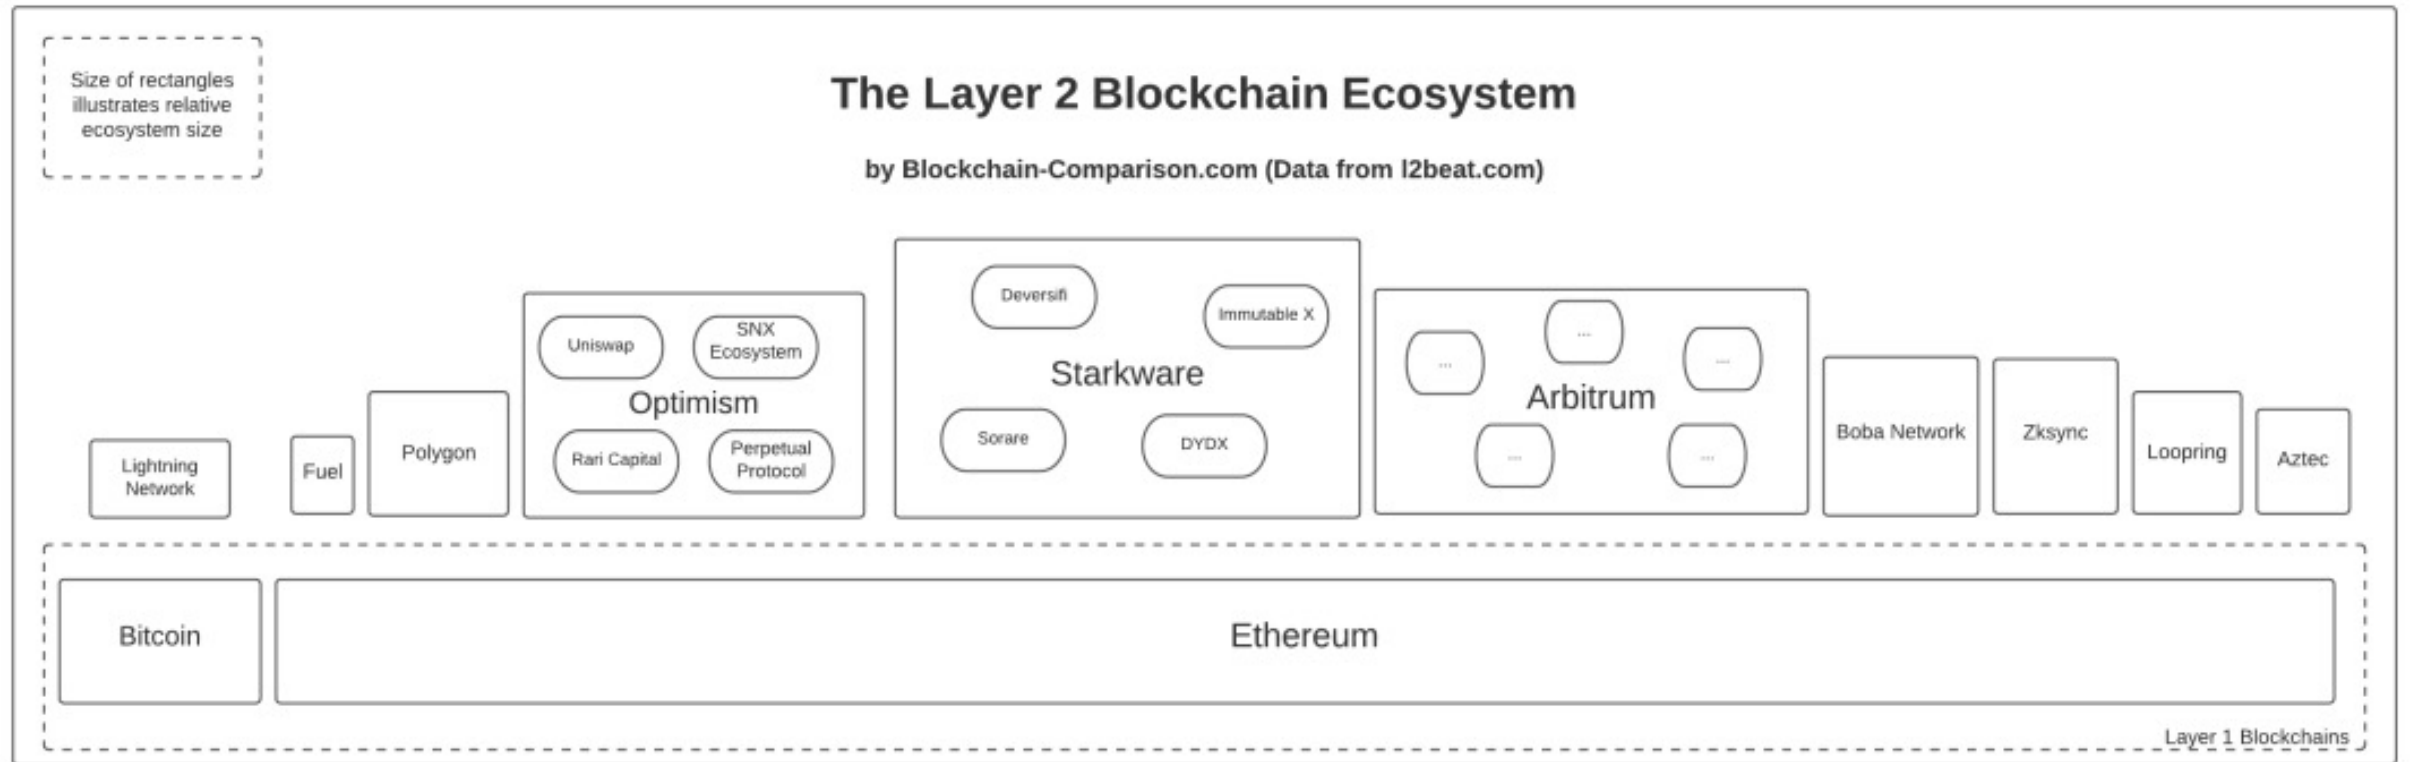 Size of rectangles
illustrates relative
ecosystem size
The Layer 2 Blockchain Ecosystem
by Blockchain-Comparison.com (Data from l2beat.com)
Lightning
Network
Fuel
Polygon
Uniswap
SNX
Ecosystem
Optimism
Rari Capital
Perpetual
Protocol
Deversifi
Immutable X
Starkware
Sorare
DYDX
...
...
...
Arbitrum
...
...
Boba Network
Zksync
Loopring
Aztec
Bitcoin
Ethereum
Layer 1 Blockchains